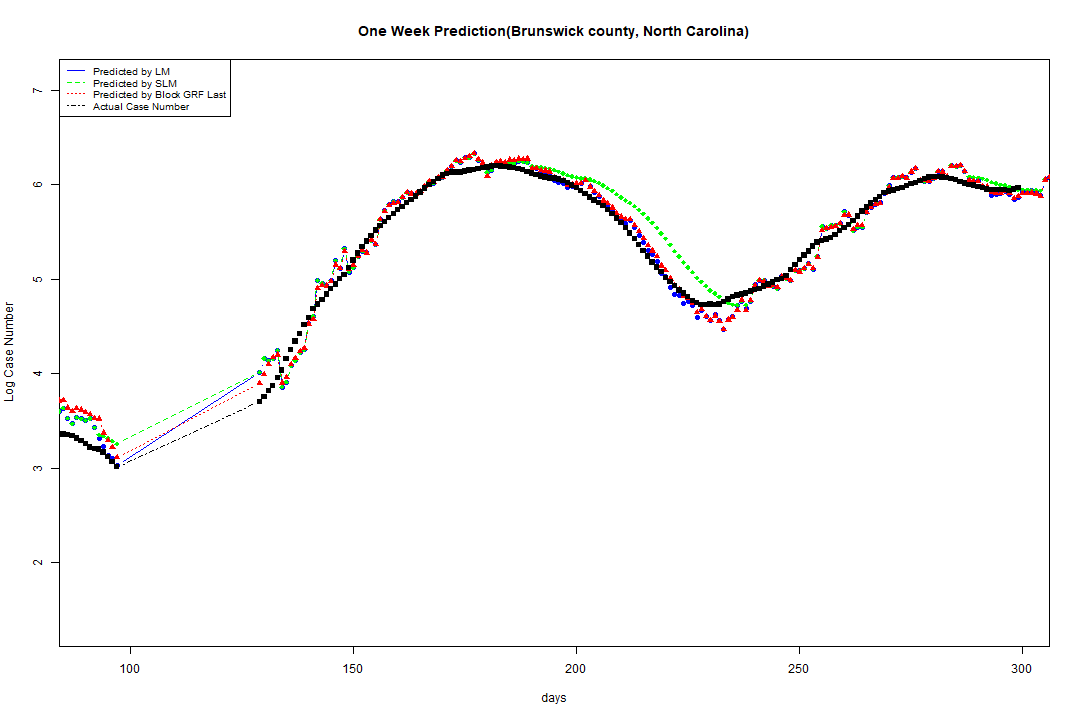 One Week Prediction(Brunswick county, North Carolina)
Predicted by LM
Predicted by SLM
Predicted by Block GRF Last
Actual Case Number
7
6
5
4
3
2
Log Case Number
100 150 200 250 300
days